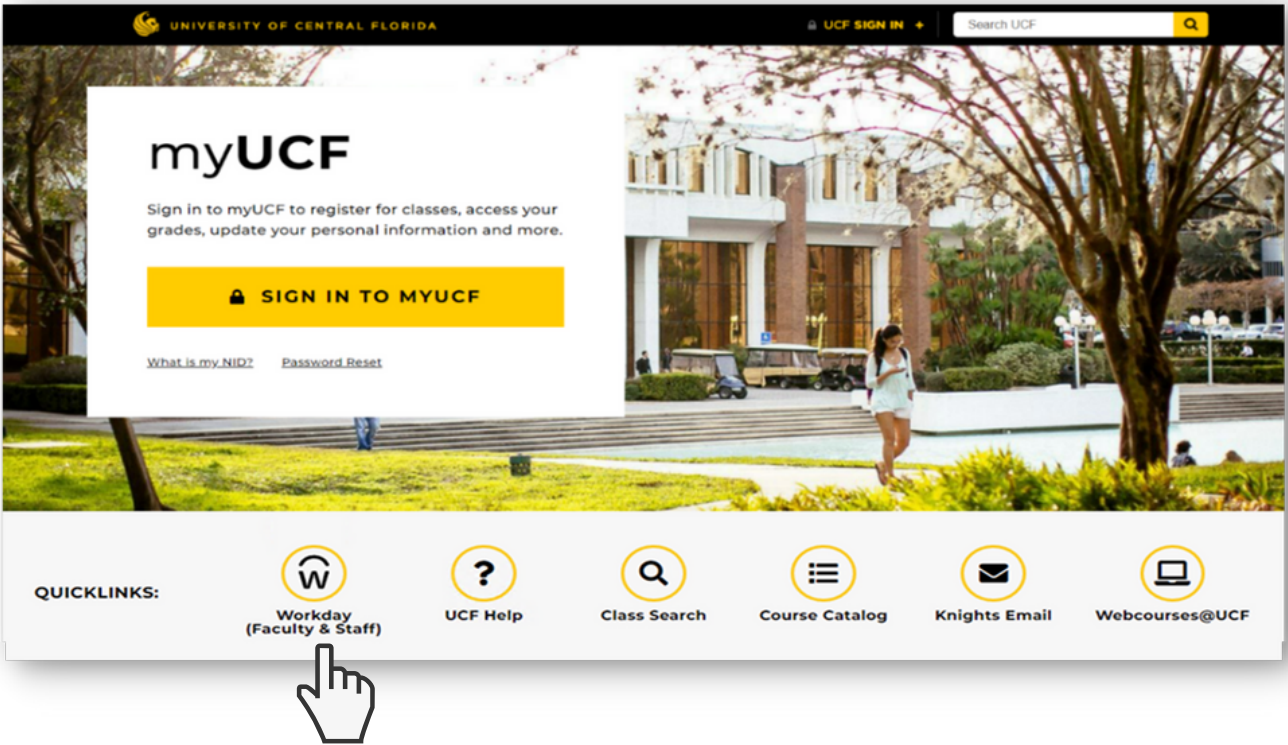 UNIVERSITY OF CENTRAL FLORIDA
UCF SIGN IN +
Search UCF
myUCF
Sign in to myUCF to register for classes, access your
grades, update your personal information and more.
SIGN IN TO MYUCF
What is my NID? Password Reset
QUICKLINKS:
Workday
(Faculty & Staff)
UCF Help
Class Search
Course Catalog
Knights Email
Webcourses@UCF